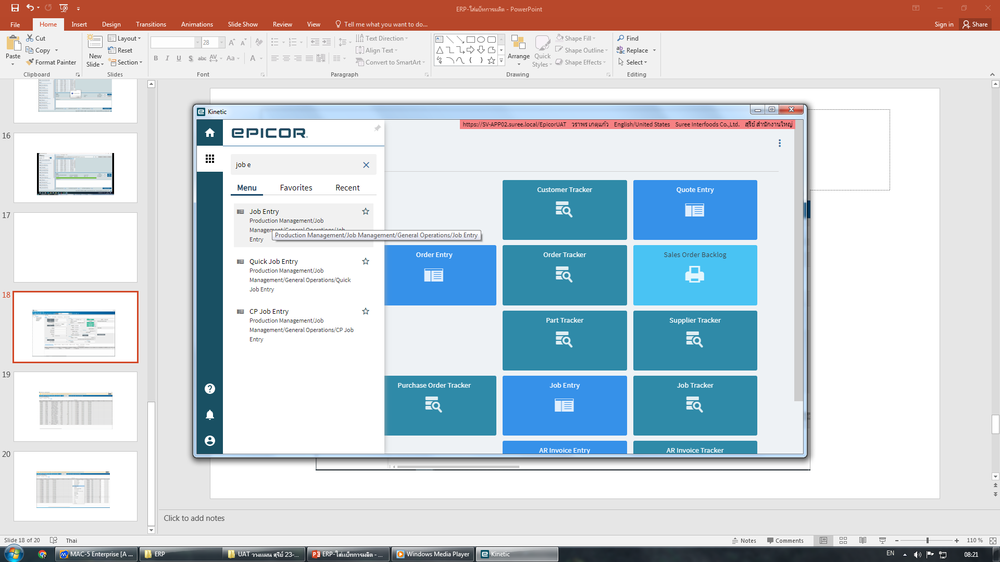 ERP-ใส่แบ็ทการผลิต - PowerPoint
File Home Insert Design Transitions Animations Slide Show Review View Tell me what you want to do... Sign in Share
Paste Cut Copy Format Painter Clipboard
New Slide Layout Reset Section Slides
28 Font
Text Direction Align Text Convert to SmartArt Paragraph
Arrange Quick Styles Shape Fill Shape Outline Shape Effects Drawing
Find Replace Select Editing
16
17
18
19
20
Kinetic
https://SV-APP02.suree.local/EpicorUAT วราพร เกตุแก้ว English/United States Suree Interfoods Co.,Ltd. สุรีย์ สำนักงานใหญ่
EPICOR
job e
Menu Favorites Recent
Job Entry
Production Management/Job
Management/General Operations/Job
Entry
Production Management/Job Management/General Operations/Job Entry
Quick Job Entry
Production Management/Job
Management/General Operations/Quick
Job Entry
CP Job Entry
Production Management/Job
Management/General Operations/CP Job
Entry
Customer Tracker Quote Entry
Order Entry Order Tracker Sales Order Backlog
Part Tracker Supplier Tracker
Purchase Order Tracker Job Entry Job Tracker
AR Invoice Entry AR Invoice Tracker
Click to add notes
Slide 18 of 20 Thai Notes Comments 110 %
MAC-5 Enterprise [A ... ERP UAT วางแผน สุรีย์ 23-... ERP-ใส่แบ็ทการผลิต - ... Windows Media Player Kinetic EN 08:21